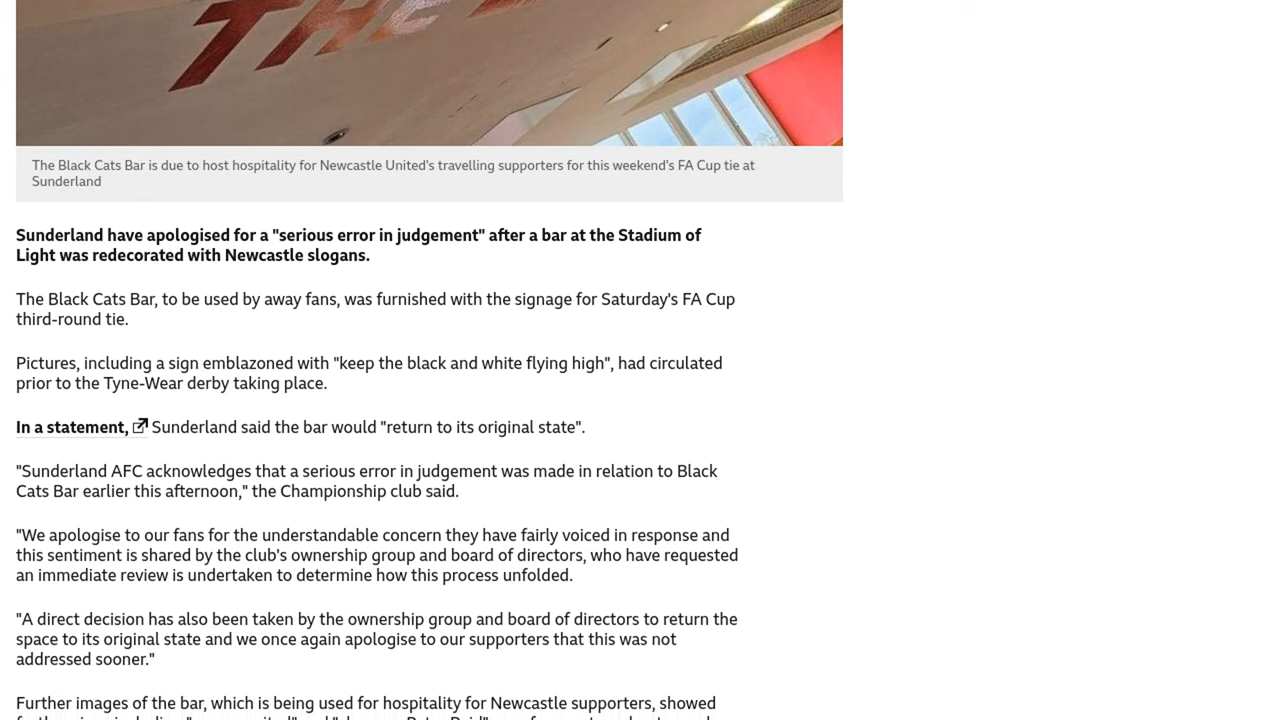 THE
The Black Cats Bar is due to host hospitality for Newcastle United's travelling supporters for this weekend's FA Cup tie at
Sunderland
Sunderland have apologised for a "serious error in judgement" after a bar at the Stadium of
Light was redecorated with Newcastle slogans.
The Black Cats Bar, to be used by away fans, was furnished with the signage for Saturday's FA Cup
third-round tie.
Pictures, including a sign emblazoned with "keep the black and white flying high", had circulated
prior to the Tyne-Wear derby taking place.
In a statement, Sunderland said the bar would "return to its original state".
"Sunderland AFC acknowledges that a serious error in judgement was made in relation to Black
Cats Bar earlier this afternoon," the Championship club said.
"We apologise to our fans for the understandable concern they have fairly voiced in response and
this sentiment is shared by the club's ownership group and board of directors, who have requested
an immediate review is undertaken to determine how this process unfolded.
"A direct decision has also been taken by the ownership group and board of directors to return the
space to its original state and we once again apologise to our supporters that this was not
addressed sooner."
Further images of the bar, which is being used for hospitality for Newcastle supporters, showed